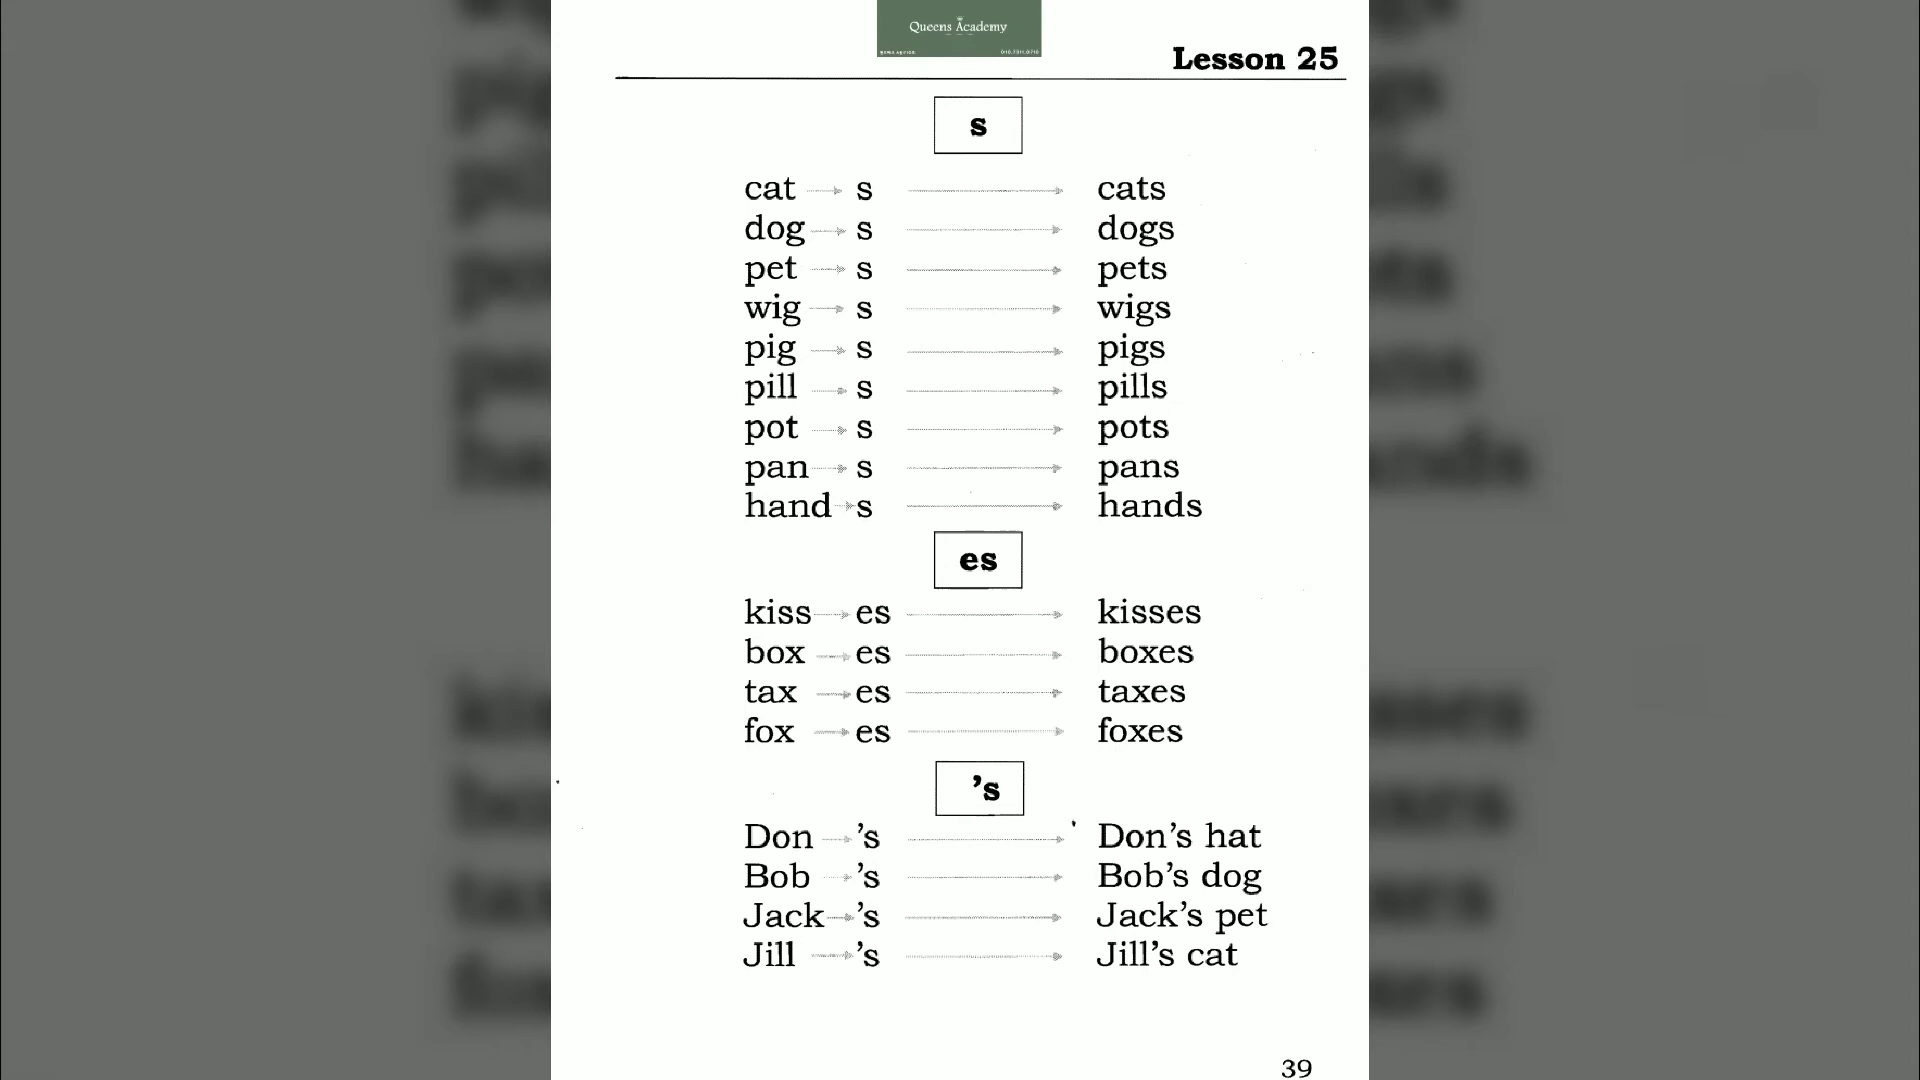 Queens Academy
Lesson 25
s
cat s cats
dog s dogs
pet s pets
wig s wigs
pig s pigs
pill s pills
pot s pots
pan s pans
hand s hands
es
kiss es kisses
box es boxes
tax es taxes
fox es foxes
’s
Don ’s Don’s hat
Bob ’s Bob’s dog
Jack ’s Jack’s pet
Jill ’s Jill’s cat
39